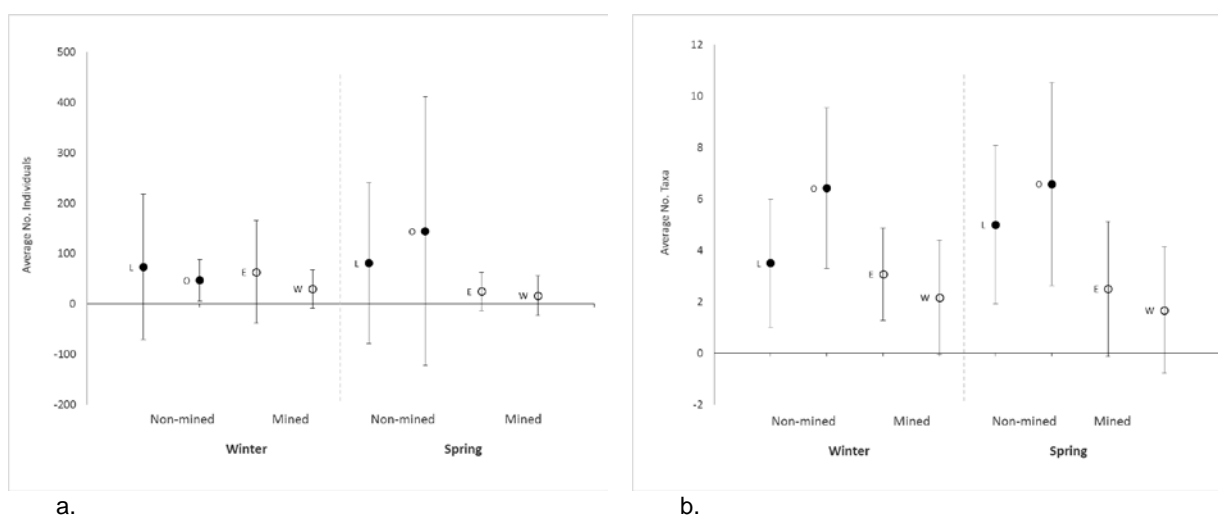 500
400
300
200
100
0
-100
-200
Average No. Individuals
L
O
E
W
L
O
E
W
Non-mined Mined Non-mined Mined
Winter Spring
a.
12
10
8
6
4
2
0
-2
Average No. Taxa
L
O
E
W
L
O
E
W
Non-mined Mined Non-mined Mined
Winter Spring
b.